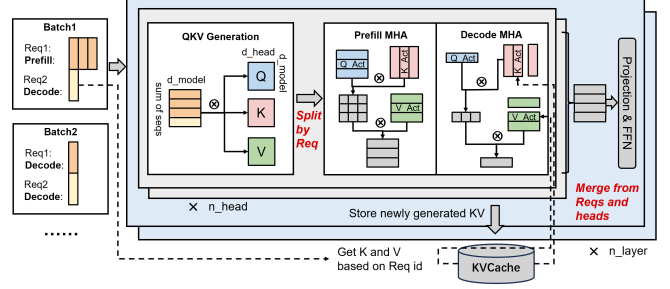 Batch1
Req1:
Prefill:
Req2
Decode:
Batch2
Req1:
Decode:
Req2
Decode:
......
QKV Generation
d_head
d_model
d_model
sum of seqs
Q
K
V
Split
by
Req
Prefill MHA
Q_Act
K_Act
V_Act
Decode MHA
Q_Act
K_Act
V_Act
Projection & FFN
Merge from
Reqs and
heads
× n_head
Store newly generated KV
× n_layer
Get K and V
based on Req id
KVCache